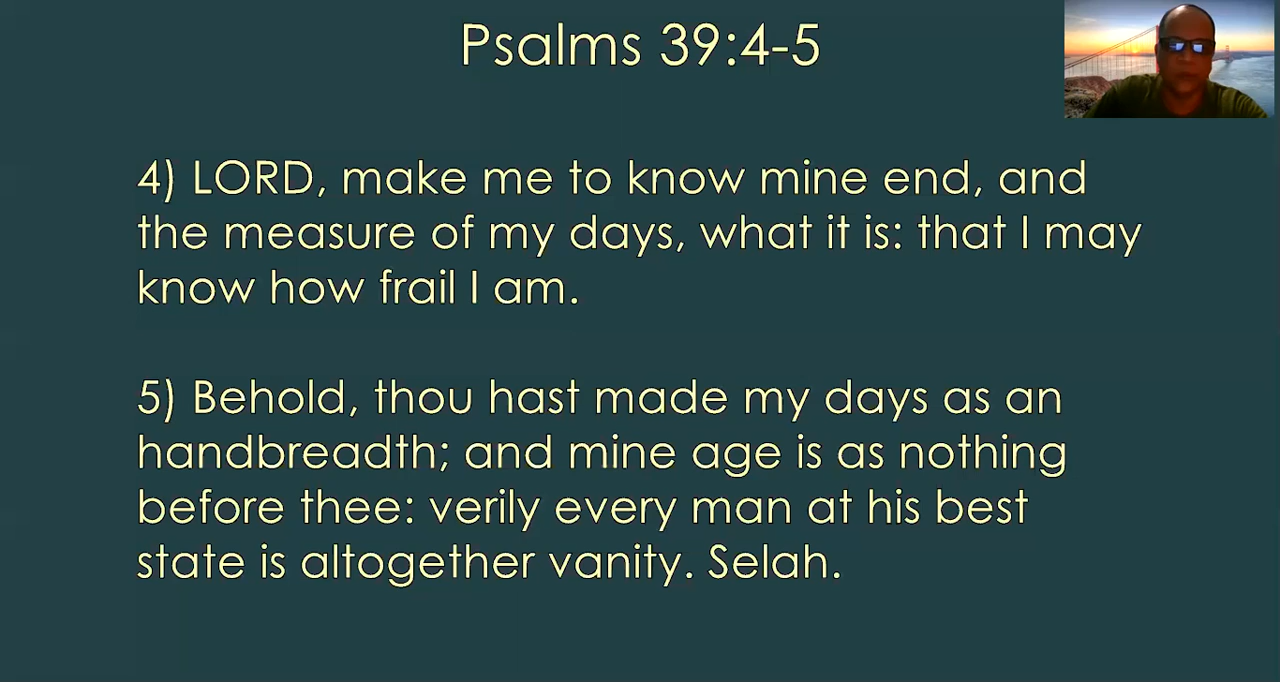 Psalms 39:4-5
4) LORD, make me to know mine end, and
the measure of my days, what it is: that I may
know how frail I am.
5) Behold, thou hast made my days as an
handbreadth; and mine age is as nothing
before thee: verily every man at his best
state is altogether vanity. Selah.